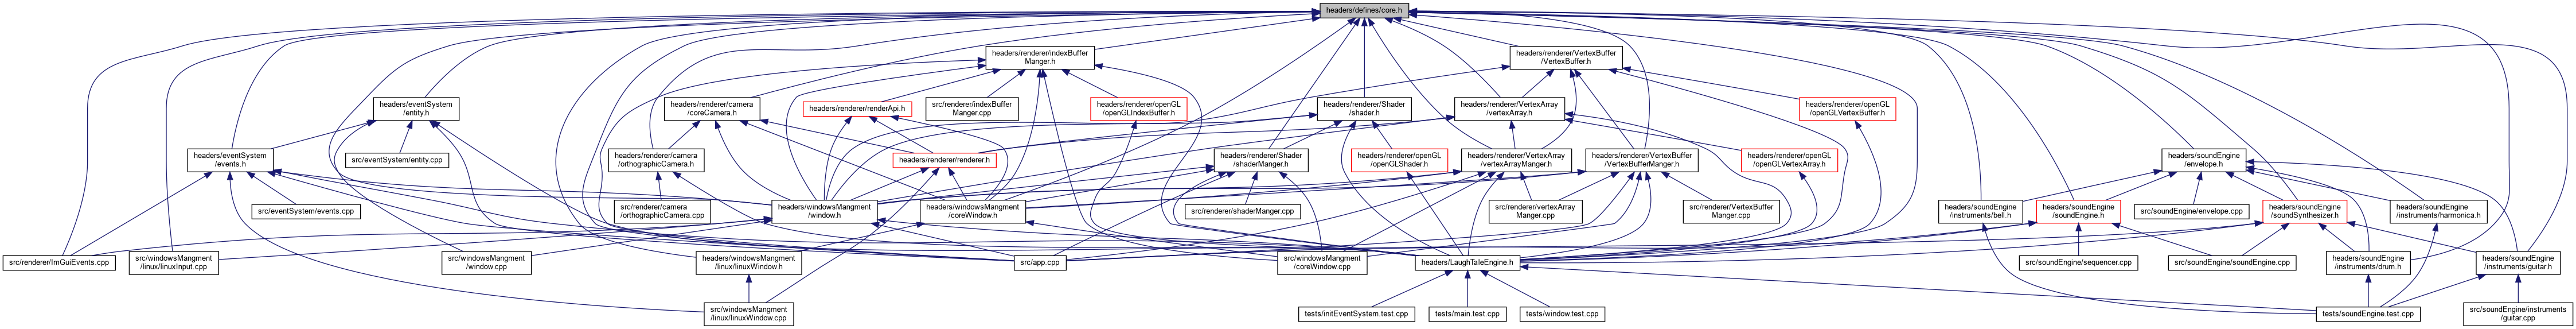 headers/defines/core.h
headers/renderer/indexBuffer
Manger.h
headers/renderer/VertexBuffer
/VertexBuffer.h
headers/eventSystem
/entity.h
headers/renderer/camera
/coreCamera.h
headers/renderer/renderApi.h
src/renderer/indexBuffer
Manger.cpp
headers/renderer/openGL
/openGLIndexBuffer.h
headers/renderer/Shader
/shader.h
headers/renderer/VertexArray
/vertexArray.h
headers/renderer/openGL
/openGLVertexBuffer.h
headers/eventSystem
/events.h
src/eventSystem/entity.cpp
headers/renderer/camera
/orthographicCamera.h
headers/renderer/renderer.h
headers/renderer/Shader
/shaderManger.h
headers/renderer/openGL
/openGLShader.h
headers/renderer/VertexArray
/vertexArrayManger.h
headers/renderer/VertexBuffer
/VertexBufferManger.h
headers/renderer/openGL
/openGLVertexArray.h
headers/soundEngine
/envelope.h
src/eventSystem/events.cpp
src/renderer/camera
/orthographicCamera.cpp
headers/windowsMangment
/window.h
headers/windowsMangment
/coreWindow.h
src/renderer/shaderManger.cpp
src/renderer/vertexArray
Manger.cpp
src/renderer/VertexBuffer
Manger.cpp
headers/soundEngine
/instruments/bell.h
headers/soundEngine
/soundEngine.h
src/soundEngine/envelope.cpp
headers/soundEngine
/soundSynthesizer.h
headers/soundEngine
/instruments/harmonica.h
src/renderer/ImGuiEvents.cpp
src/windowsMangment
/linux/linuxInput.cpp
src/windowsMangment
/window.cpp
headers/windowsMangment
/linux/linuxWindow.h
src/app.cpp
src/windowsMangment
/coreWindow.cpp
headers/LaughTaleEngine.h
src/soundEngine/sequencer.cpp
src/soundEngine/soundEngine.cpp
headers/soundEngine
/instruments/drum.h
headers/soundEngine
/instruments/guitar.h
src/windowsMangment
/linux/linuxWindow.cpp
tests/initEventSystem.test.cpp
tests/main.test.cpp
tests/window.test.cpp
tests/soundEngine.test.cpp
src/soundEngine/instruments
/guitar.cpp